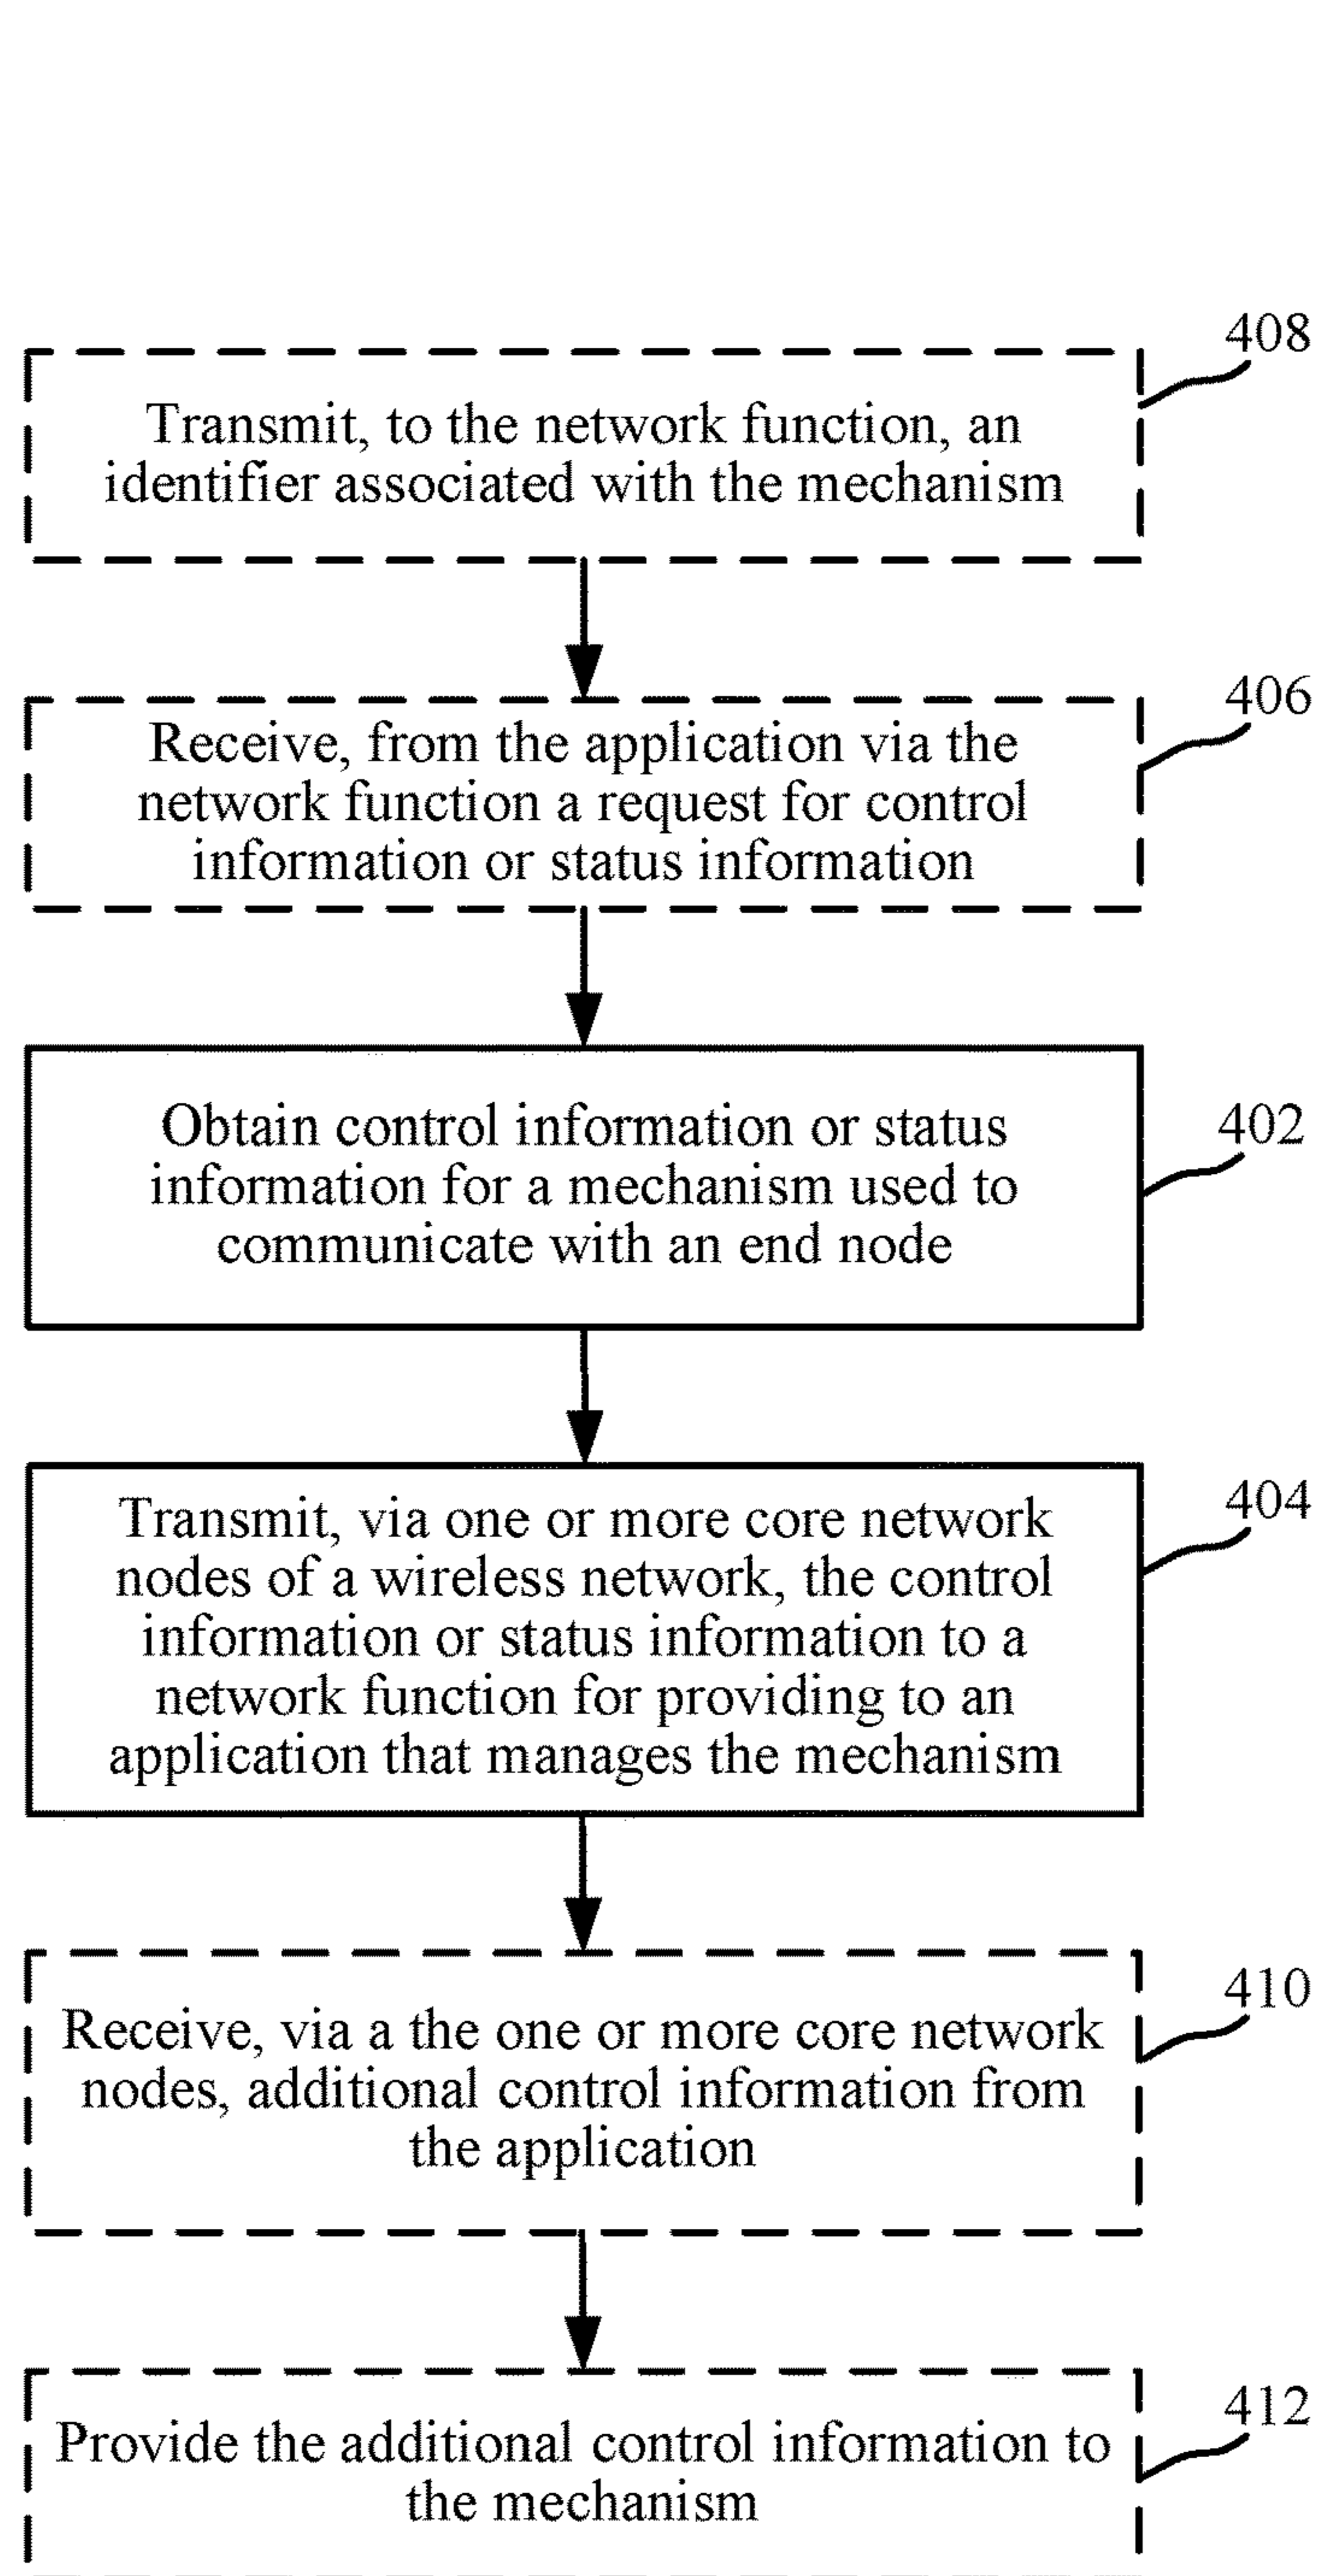 408
Transmit, to the network function, an
identifier associated with the mechanism
406
Receive, from the application via the
network function a request for control
information or status information
402
Obtain control information or status
information for a mechanism used to
communicate with an end node
404
Transmit, via one or more core network
nodes of a wireless network, the control
information or status information to a
network function for providing to an
application that manages the mechanism
410
Receive, via a the one or more core network
nodes, additional control information from
the application
412
Provide the additional control information to
the mechanism